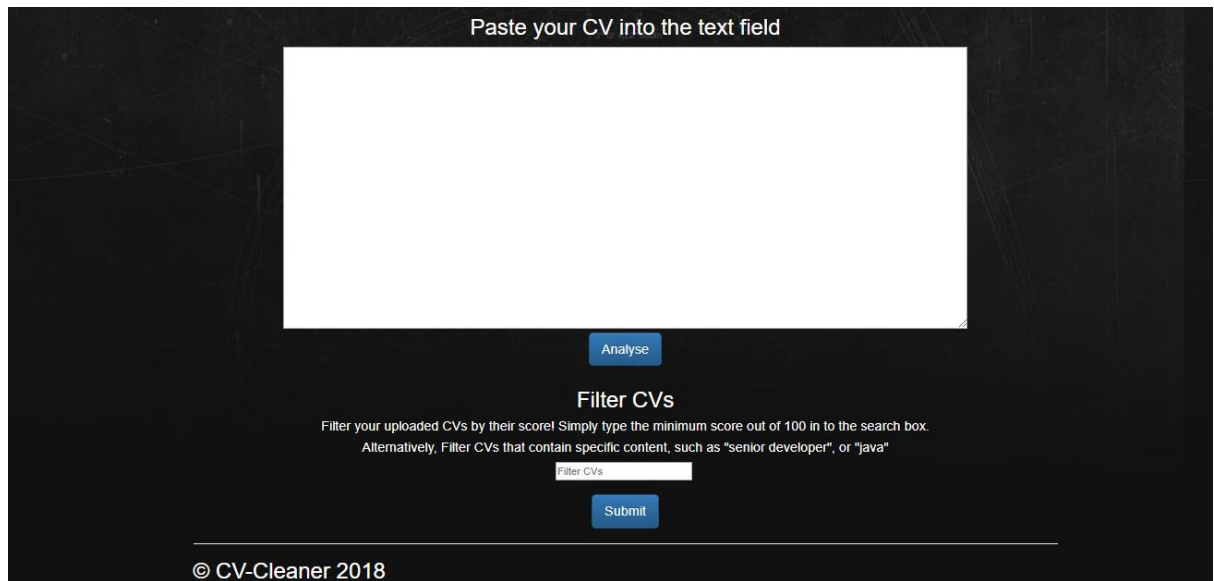 Paste your CV into the text field
Analyse
Filter CVs
Filter your uploaded CVs by their score! Simply type the minimum score out of 100 in to the search box.
Alternatively, Filter CVs that contain specific content, such as "senior developer", or "java"
Filter CVs
Submit
© CV-Cleaner 2018